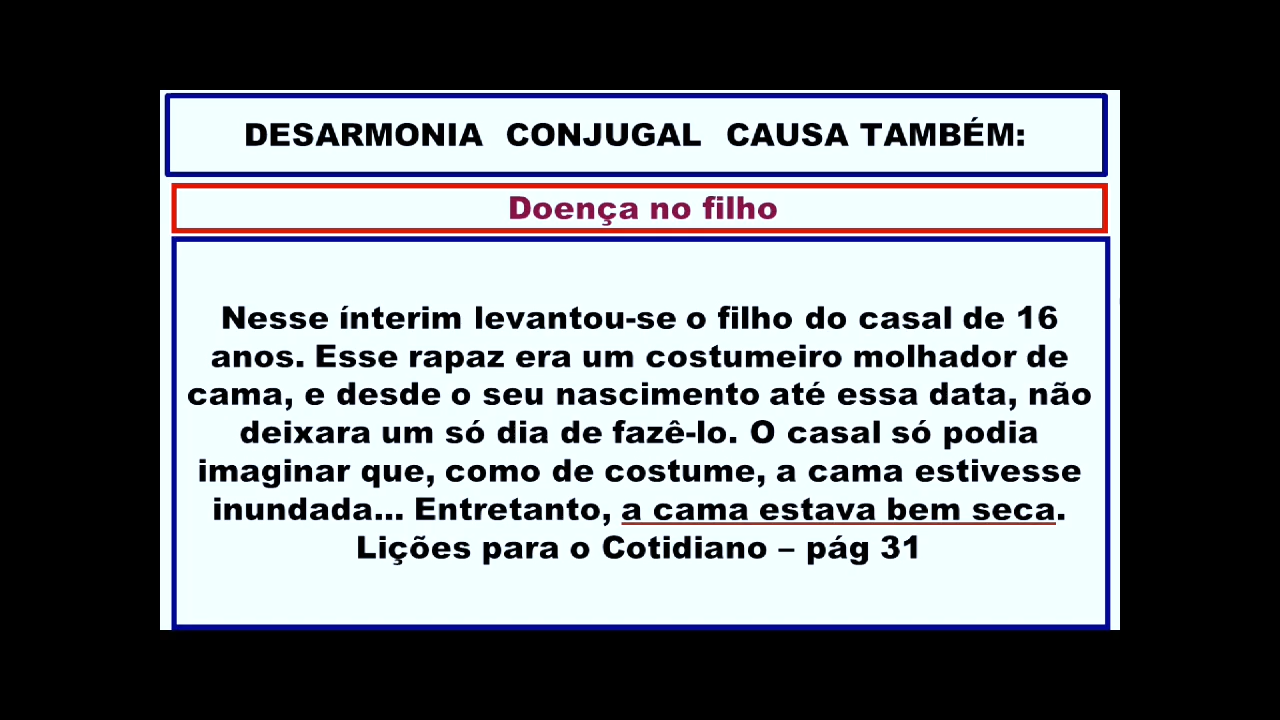 DESARMONIA CONJUGAL CAUSA TAMBÉM:
Doença no filho
Nesse ínterim levantou-se o filho do casal de 16
anos. Esse rapaz era um costumeiro molhador de
cama, e desde o seu nascimento até essa data, não
deixara um só dia de fazê-lo. O casal só podia
imaginar que, como de costume, a cama estivesse
inundada... Entretanto, a cama estava bem seca.
Lições para o Cotidiano – pág 31